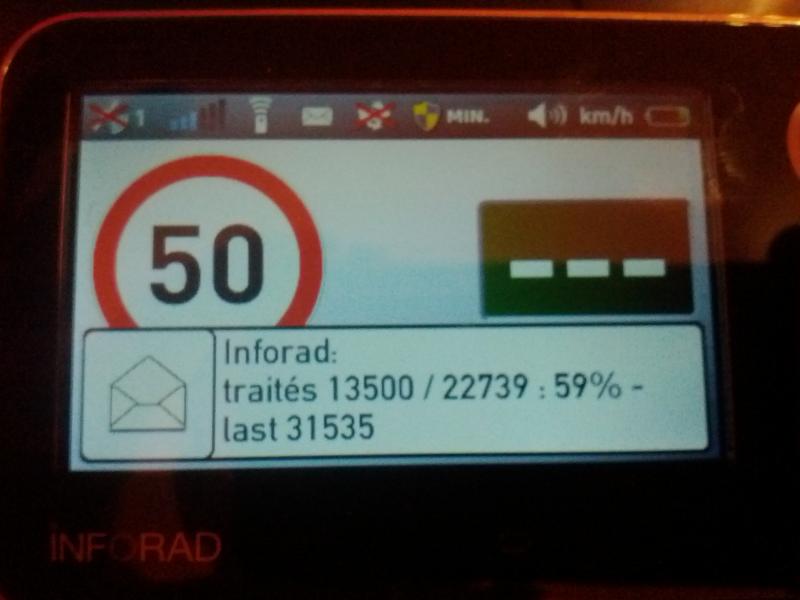 1 MIN. km/h
50
---
Inforad:
traités 13500 / 22739 : 59% -
last 31535
INFORAD